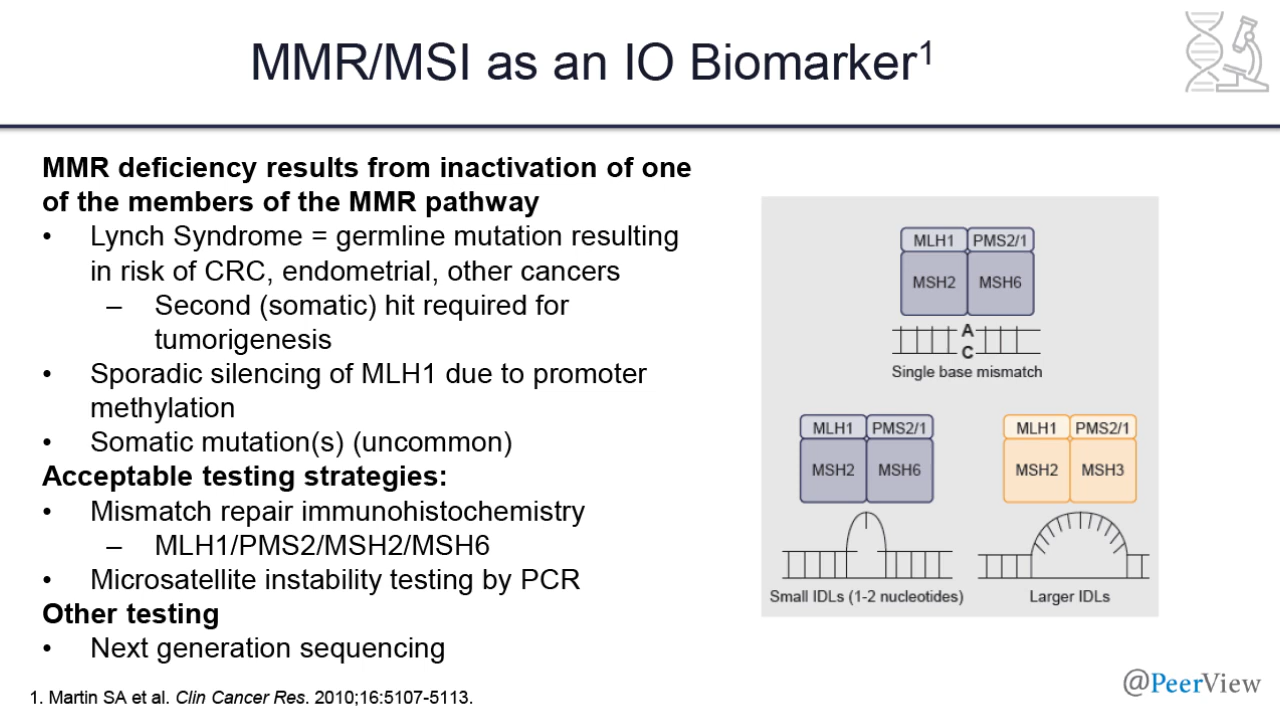 MMR/MSI as an IO Biomarker1
MMR deficiency results from inactivation of one
of the members of the MMR pathway
• Lynch Syndrome = germline mutation resulting
in risk of CRC, endometrial, other cancers
– Second (somatic) hit required for
tumorigenesis
• Sporadic silencing of MLH1 due to promoter
methylation
• Somatic mutation(s) (uncommon)
Acceptable testing strategies:
• Mismatch repair immunohistochemistry
– MLH1/PMS2/MSH2/MSH6
• Microsatellite instability testing by PCR
Other testing
• Next generation sequencing
MLH1 PMS2/1
MSH2 MSH6
A
C
Single base mismatch
MLH1 PMS2/1
MSH2 MSH6
Small IDLs (1-2 nucleotides)
MLH1 PMS2/1
MSH2 MSH3
Larger IDLs
1. Martin SA et al. Clin Cancer Res. 2010;16:5107-5113.
@PeerView